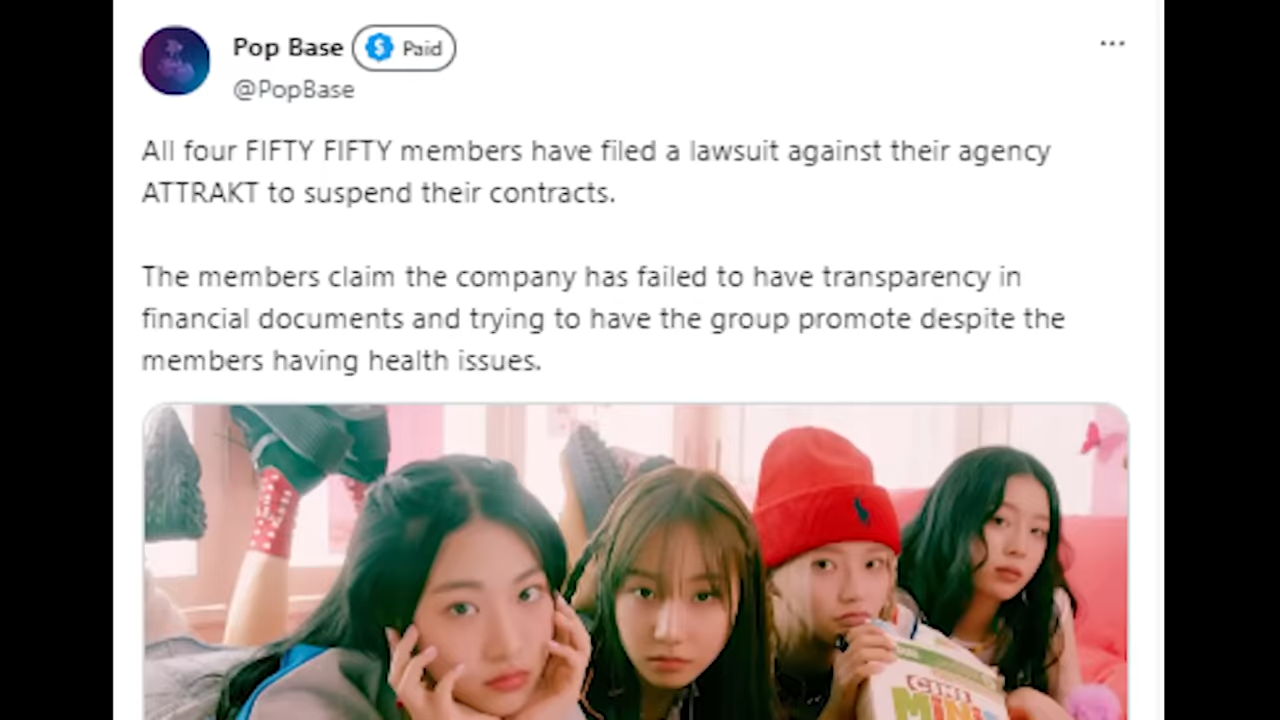 Pop Base Paid
@PopBase
All four FIFTY FIFTY members have filed a lawsuit against their agency
ATTRAKT to suspend their contracts.
The members claim the company has failed to have transparency in
financial documents and trying to have the group promote despite the
members having health issues.
MINIS